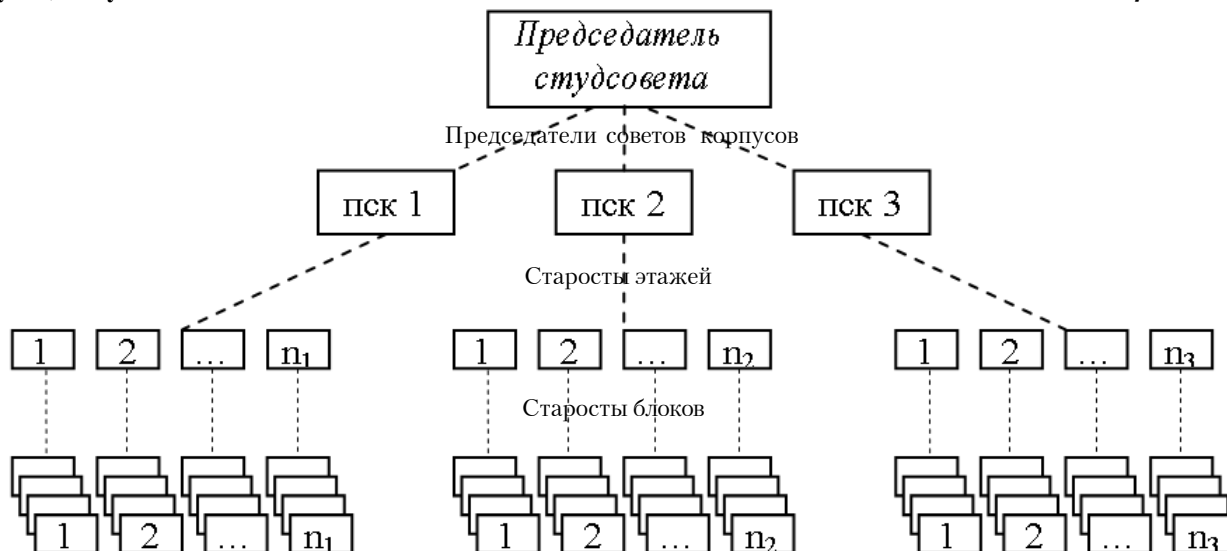 Председатель
студсовета
Председатели советов корпусов
пск 1 пск 2 пск 3
Старосты этажей
1 2 ... n₁ 1 2 ... n₂ 1 2 ... n₃
Старосты блоков
1 2 ... n₁ 1 2 ... n₂ 1 2 ... n₃